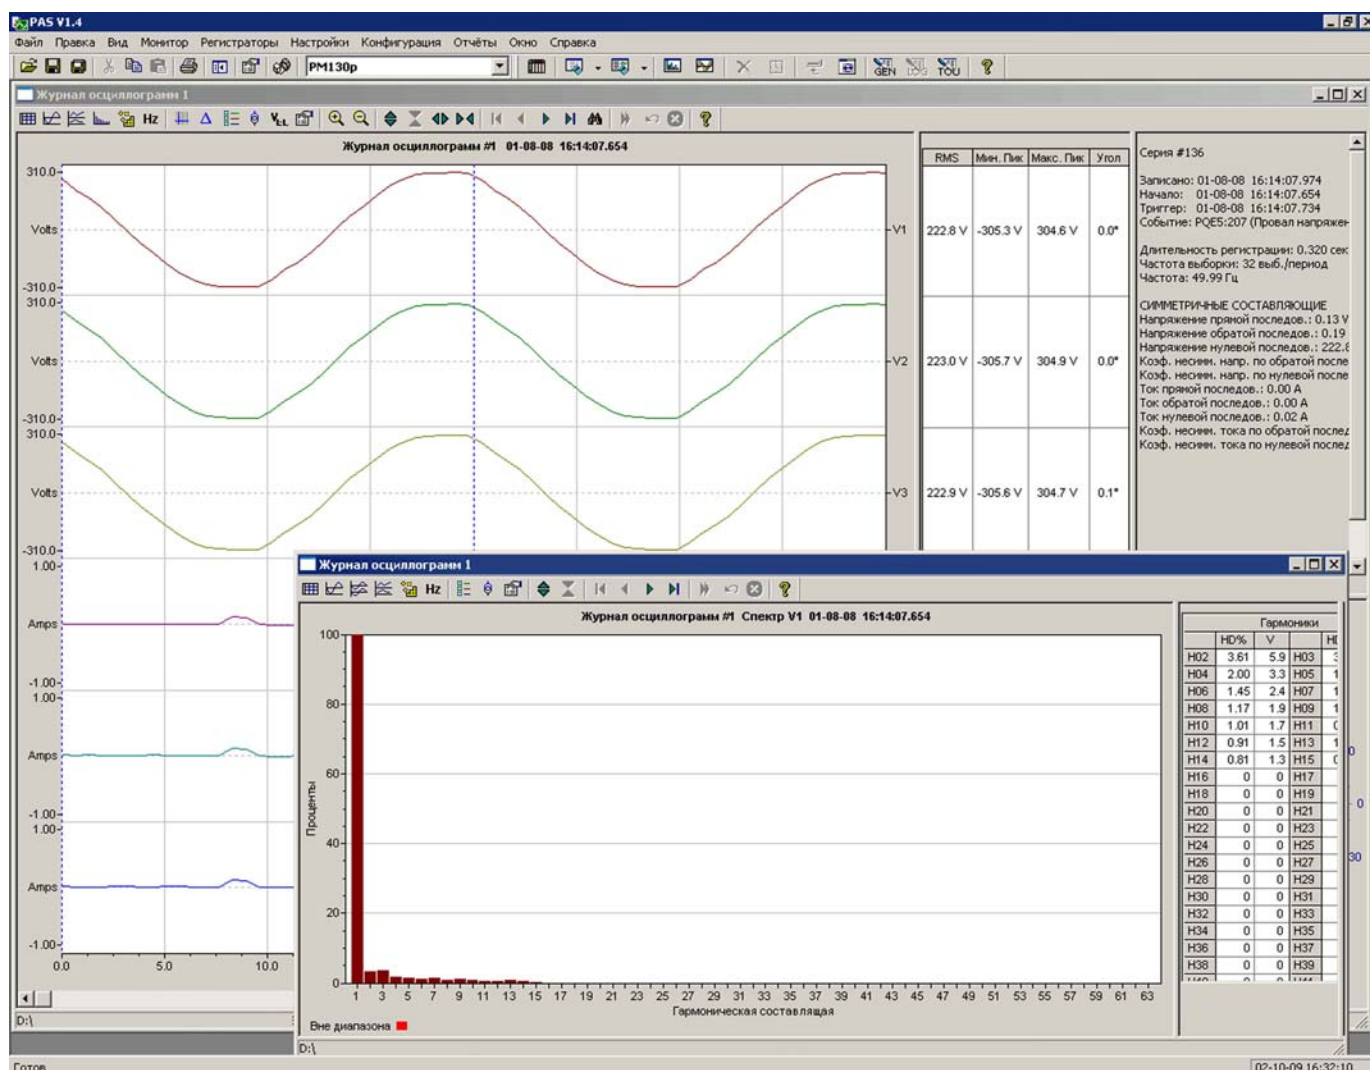 PAS V1.4
Файл Правка Вид Монитор Регистраторы Настройки Конфигурация Отчёты Окно Справка
PM130p
GEN LOG TOU
Журнал осциллограмм 1
Hz
Журнал осциллограмм #1 01-08-08 16:14:07.654
310.0
Volts
-310.0
V1
310.0
Volts
-310.0
V2
310.0
Volts
-310.0
V3
1.00
Amps
-1.00
1.00
Amps
-1.00
1.00
Amps
-1.00
0.0 5.0 10.0
RMS Мин. Пик Макс. Пик Угол
222.8 V -305.3 V 304.6 V 0.0°
223.0 V -305.7 V 304.9 V 0.0°
222.9 V -305.6 V 304.7 V 0.1°
Серия #136
Записано: 01-08-08 16:14:07.974
Начало: 01-08-08 16:14:07.654
Триггер: 01-08-08 16:14:07.734
Событие: PQE5:207 (Провал напряжен
Длительность регистрации: 0.320 сек
Частота выборки: 32 выб./период
Частота: 49.99 Гц
СИММЕТРИЧНЫЕ СОСТАВЛЯЮЩИЕ
Напряжение прямой последов.: 0.13 V
Напряжение обратой последов.: 0.19
Напряжение нулевой последов.: 222.8
Коэф. несимм. напр. по обратой после
Коэф. несимм. напр. по нулевой после
Ток прямой последов.: 0.00 A
Ток обратой последов.: 0.00 A
Ток нулевой последов.: 0.02 A
Коэф. несимм. тока по обратой послед
Коэф. несимм. тока по нулевой послед
Журнал осциллограмм 1
Hz
Журнал осциллограмм #1 Спектр V1 01-08-08 16:14:07.654
Проценты
100
80
60
40
20
0
1 3 5 7 9 11 13 15 17 19 21 23 25 27 29 31 33 35 37 39 41 43 45 47 49 51 53 55 57 59 61 63
Гармоническая составлящая
Вне диапазона
Гармоники
HD% V
H02 3.61 5.9 H03
H04 2.00 3.3 H05 1
H06 1.45 2.4 H07 1
H08 1.17 1.9 H09 1
H10 1.01 1.7 H11
H12 0.91 1.5 H13 1
H14 0.81 1.3 H15
H16 0 0 H17
H18 0 0 H19
H20 0 0 H21
H22 0 0 H23
H24 0 0 H25
H26 0 0 H27
H28 0 0 H29
H30 0 0 H31
H32 0 0 H33
H34 0 0 H35
H36 0 0 H37
H38 0 0 H39
0
0
30
D:\
D:\
Готов
02-10-09 16:32:10